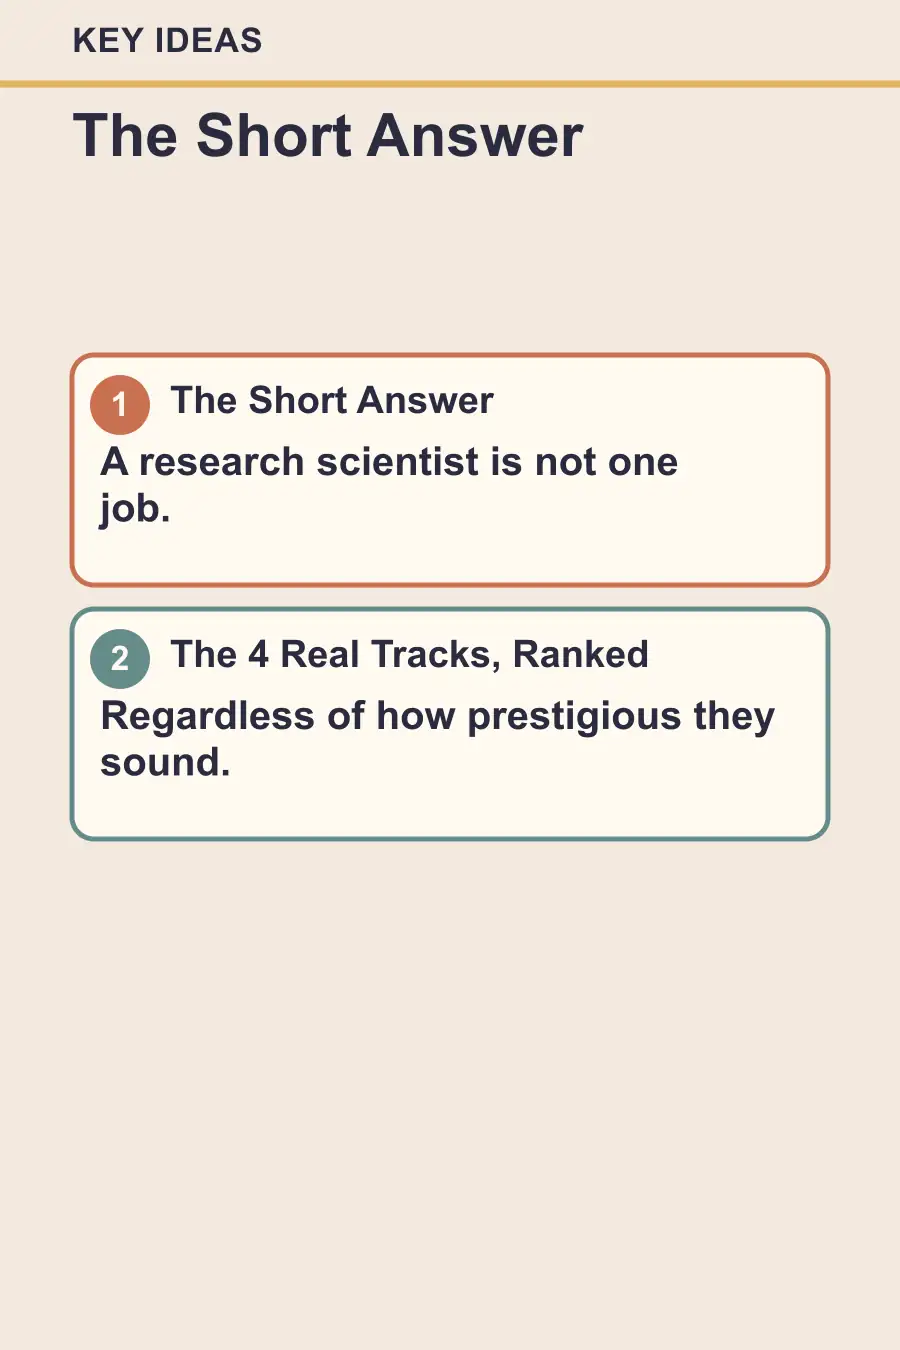 KEY IDEAS
The Short Answer
1 The Short Answer
A research scientist is not one
job.
2 The 4 Real Tracks, Ranked
Regardless of how prestigious they
sound.